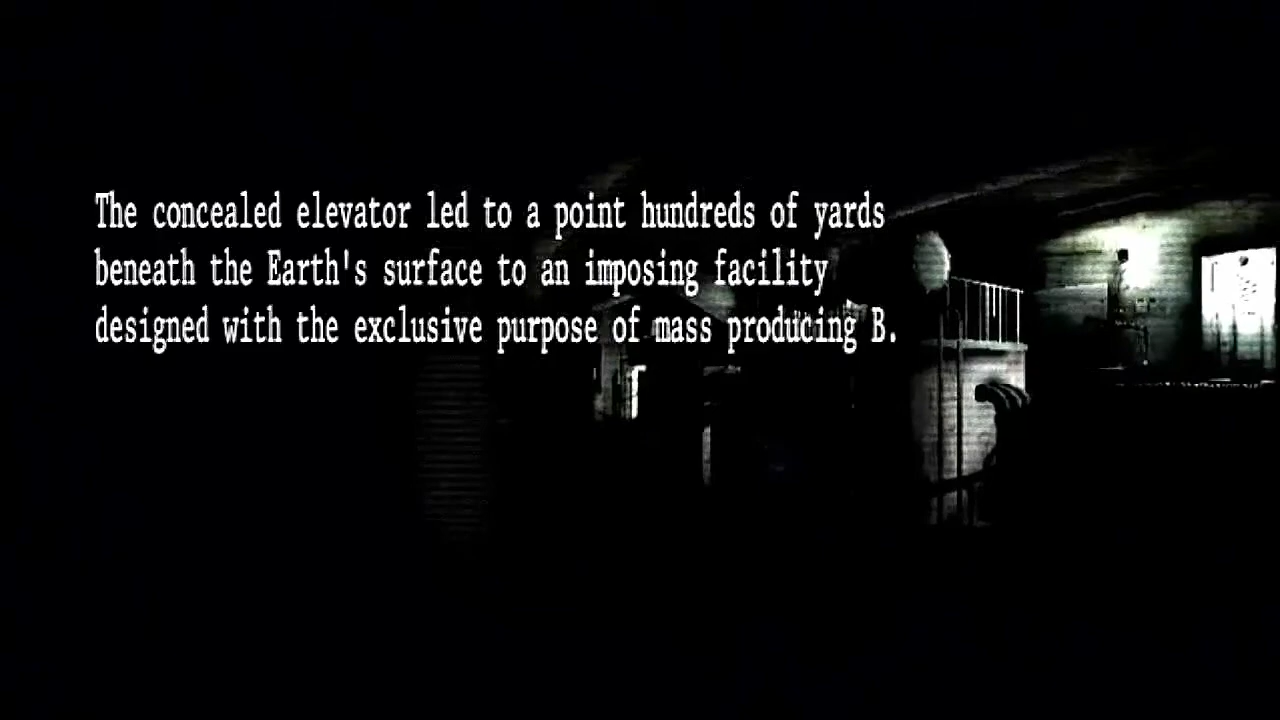 The concealed elevator led to a point hundreds of yards
beneath the Earth's surface to an imposing facility
designed with the exclusive purpose of mass producing B.